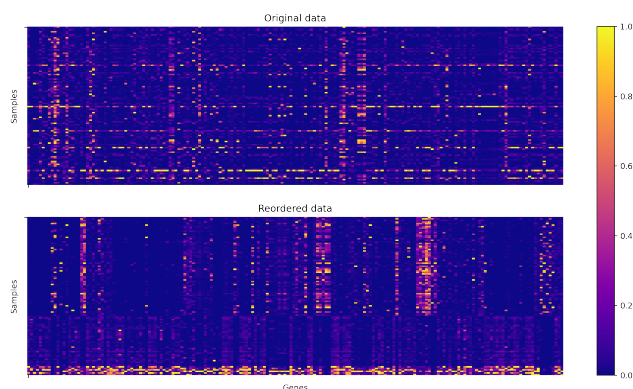 Original data
Samples
Reordered data
Samples
Genes
1.0
0.8
0.6
0.4
0.2
0.0